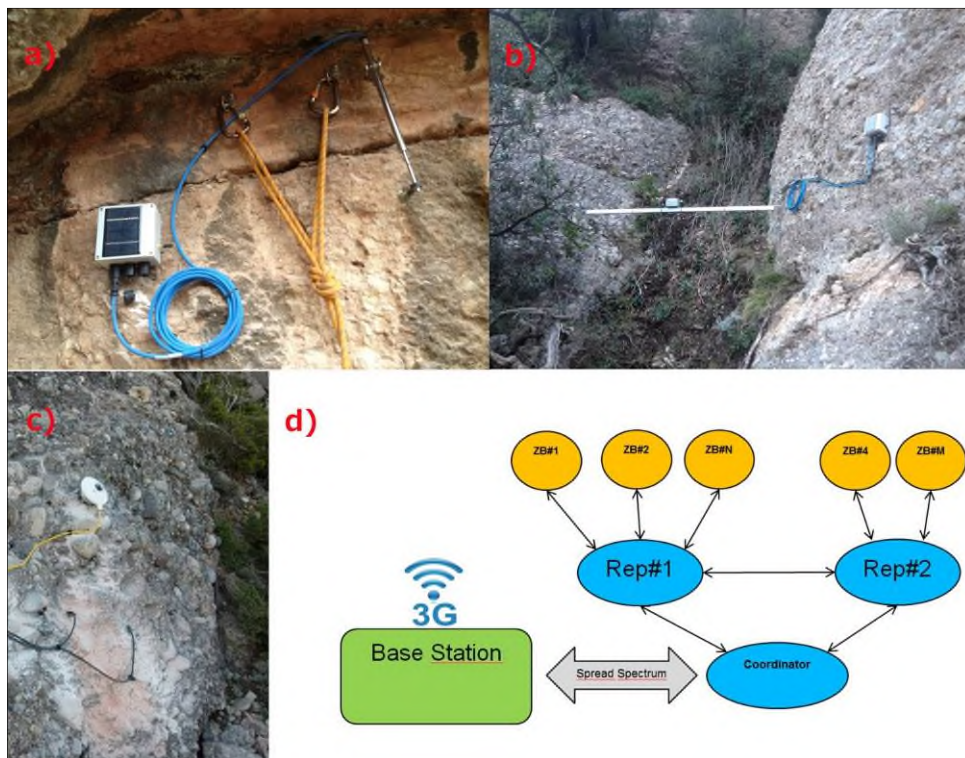 a)
b)
c)
d)
ZB#1
ZB#2
ZB#N
ZB#4
ZB#M
Rep#1
Rep#2
3G
Base Station
Spread Spectrum
Coordinator